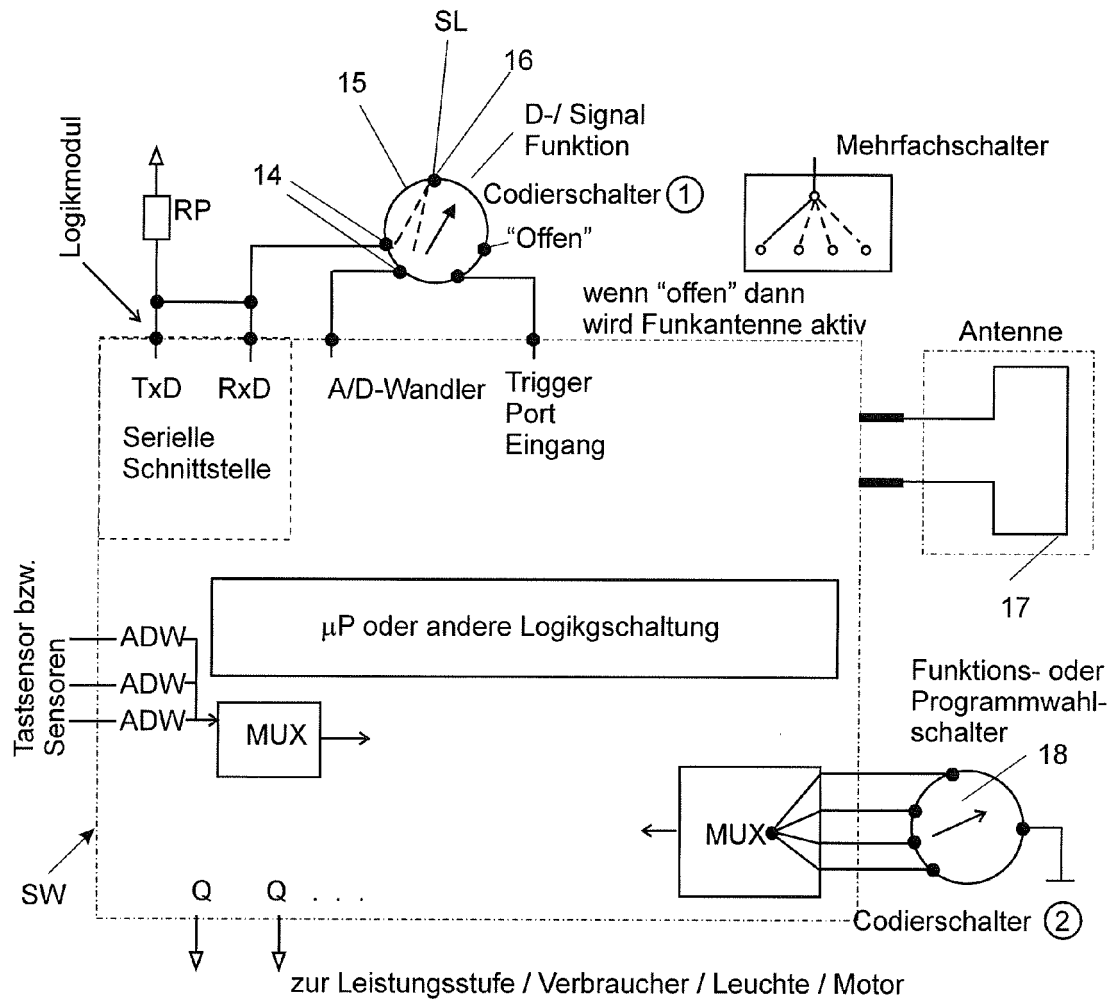 SL
16
15
D-/ Signal
Funktion
Mehrfachschalter
14
Logikmodul
RP
Codierschalter 1
"Offen"
wenn "offen" dann
wird Funkantenne aktiv
Antenne
TxD
RxD
A/D-Wandler
Trigger
Port
Eingang
Serielle
Schnittstelle
17
µP oder andere Logikgschaltung
Tastsensor bzw.
Sensoren
ADW
ADW
ADW
MUX
Funktions- oder
Programmwahl-
schalter
18
MUX
SW
Q
Q . . .
Codierschalter 2
zur Leistungsstufe / Verbraucher / Leuchte / Motor